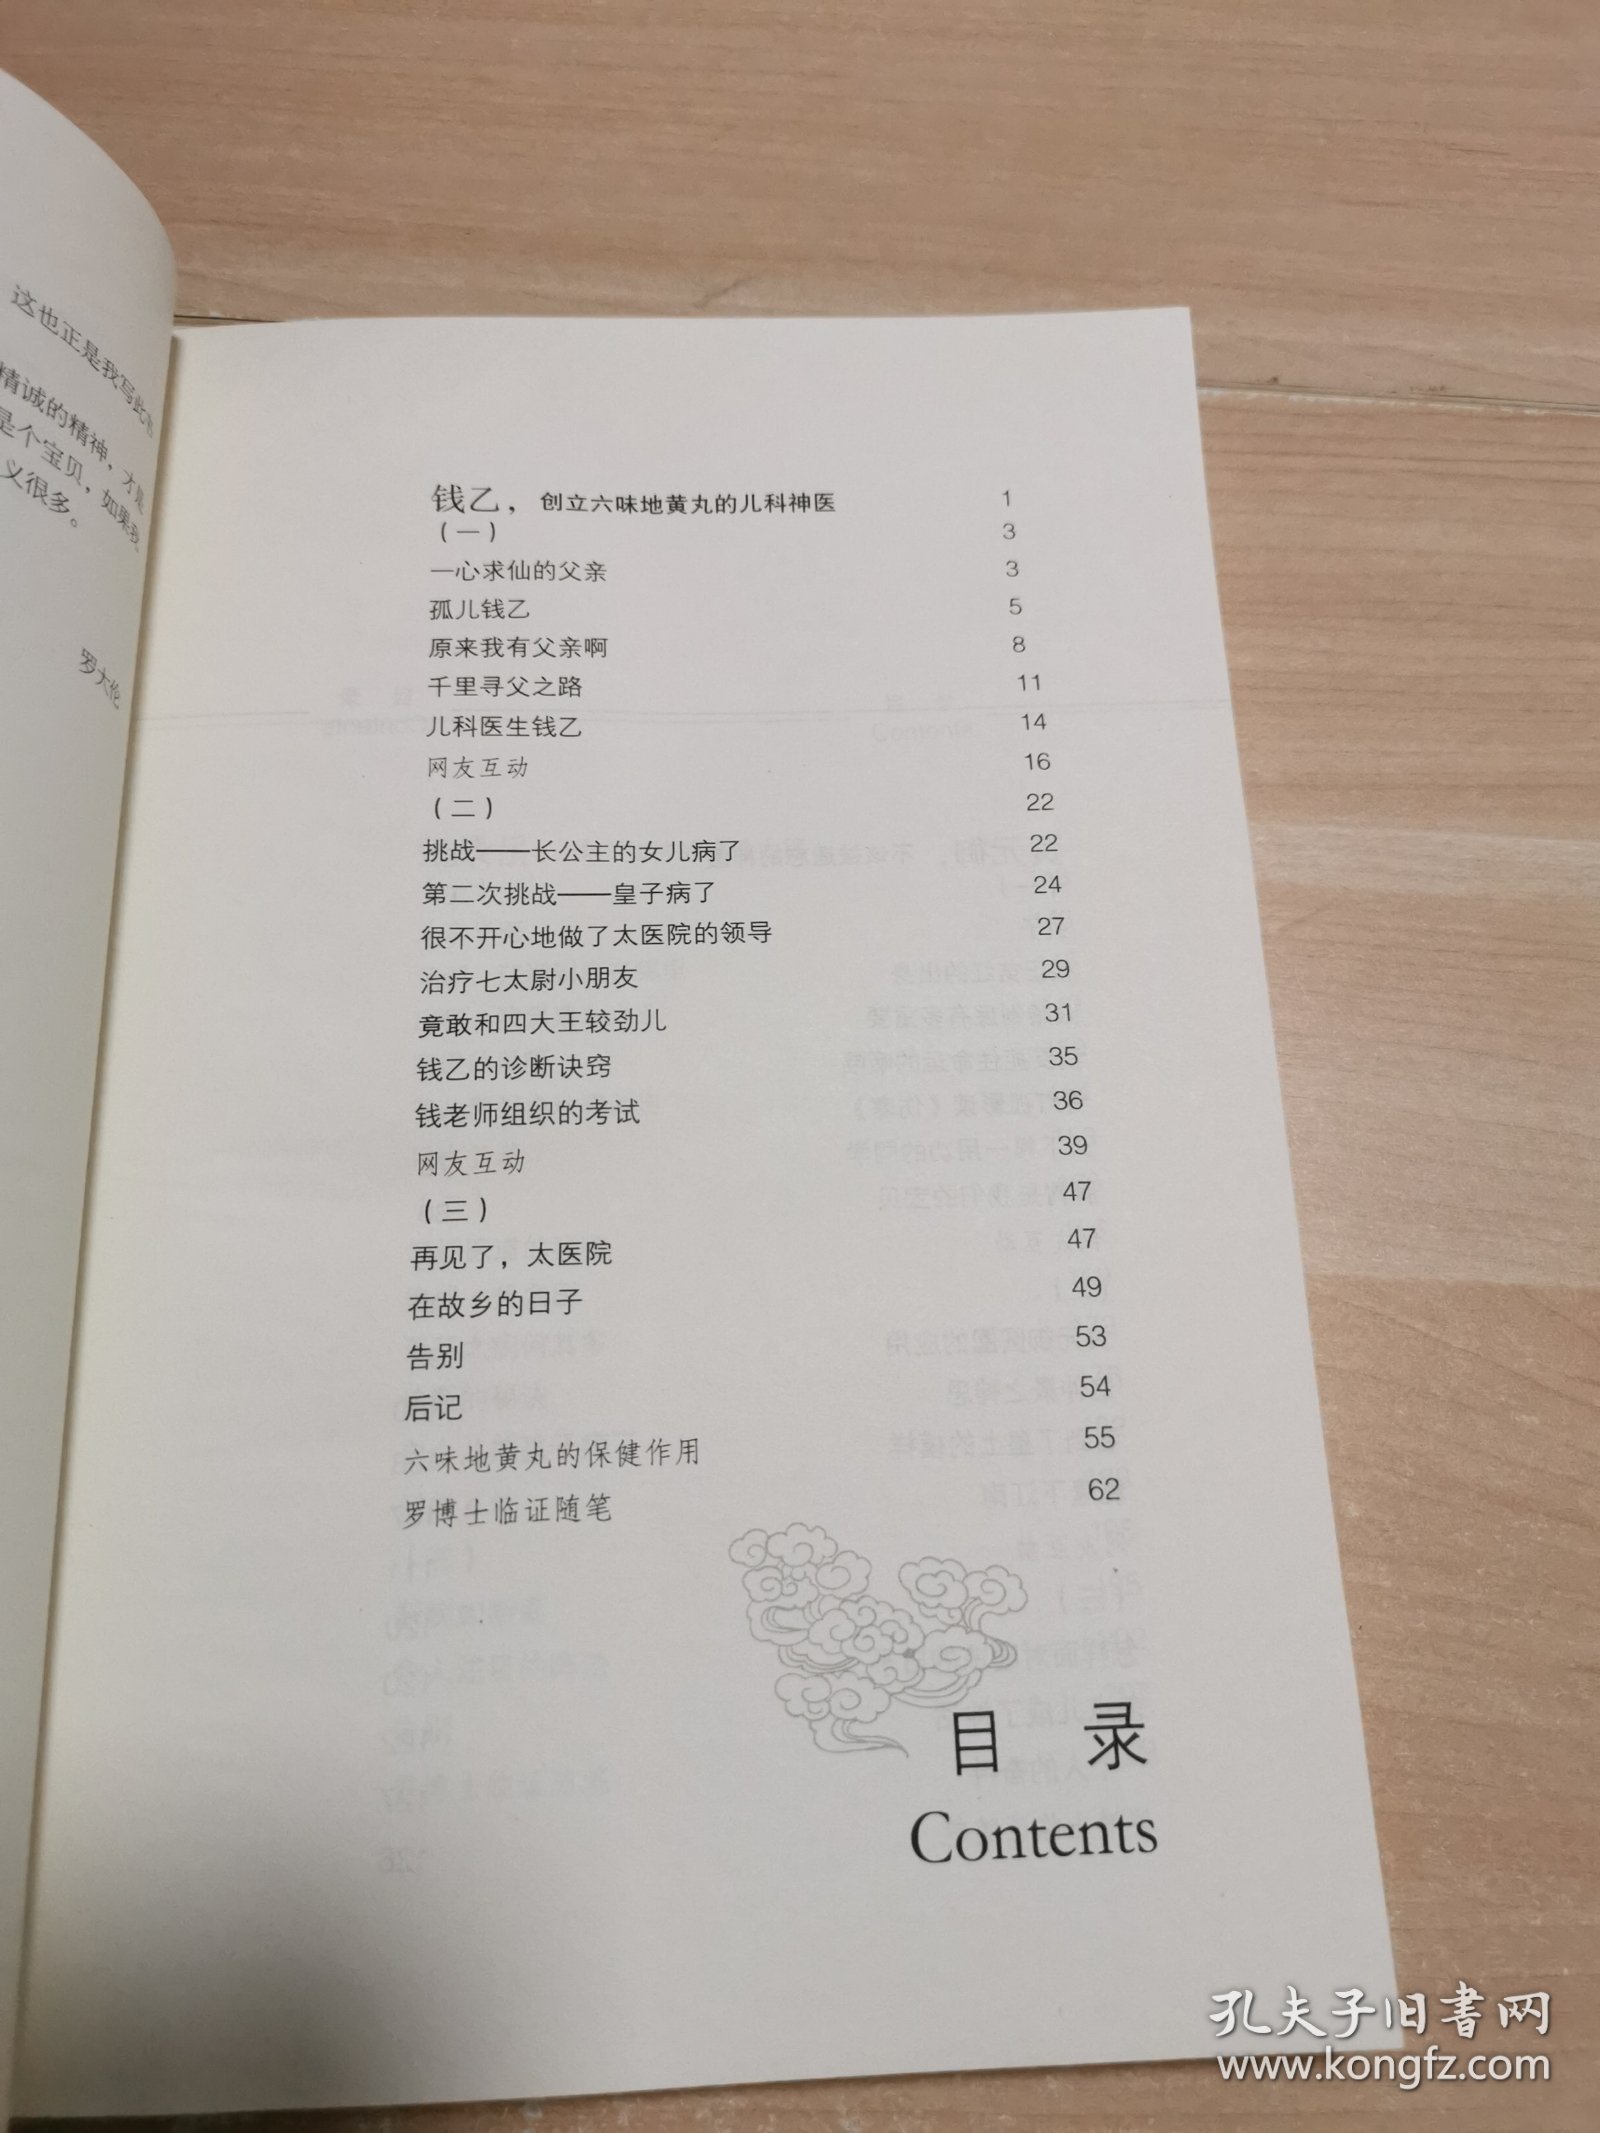 这也正是我写此书
精诚的精神，才是
是个宝贝，如果我
义很多。
罗大伦
钱乙，创立六味地黄丸的儿科神医 1
（一） 3
一心求仙的父亲 3
孤儿钱乙 5
原来我有父亲啊 8
千里寻父之路 11
儿科医生钱乙 14
网友互动 16
（二） 22
挑战——长公主的女儿病了 22
第二次挑战——皇子病了 24
很不开心地做了太医院的领导 27
治疗七太尉小朋友 29
竟敢和四大王较劲儿 31
钱乙的诊断诀窍 35
钱老师组织的考试 36
网友互动 39
（三） 47
再见了，太医院 47
在故乡的日子 49
告别 53
后记 54
六味地黄丸的保健作用 55
罗博士临证随笔 62
目 录
Contents
孔夫子旧书网
www.kongfz.com